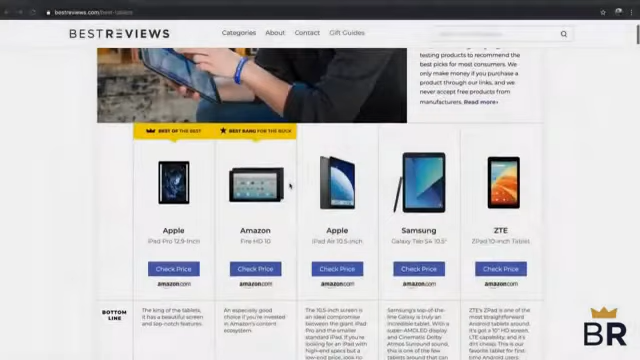 bestreviews.com/best-tablets
BESTREVIEWS
Categories About Contact Gift Guides
testing products to recommend the
best picks for most consumers. We
only make money if you purchase a
product through our links, and we
never accept free products from
manufacturers. Read more›
BEST OF THE BEST
BEST BANG FOR THE BUCK
Apple Amazon Apple Samsung ZTE
iPad Pro 12.9-Inch Fire HD 10 iPad Air 10.5-inch Galaxy Tab S4 10.5" ZPad 10-inch Tablet
Check Price Check Price Check Price Check Price Check Price
amazon.com amazon.com amazon.com amazon.com amazon.com
BOTTOM
LINE
The king of the tablets,
it has a beautiful screen
and top-notch features.
An especially good
choice if you're invested
in Amazon's content
ecosystem.
The 10.5-inch screen is
an ideal compromise
between the giant iPad
Pro and the smaller
standard iPad. If you're
looking for an iPad with
high-end specs but a
Samsung's top-of-the-
line Galaxy is truly an
incredible tablet. With a
super-AMOLED display
and Cinematic Dolby
Atmos Surround sound,
this is one of the few
tablets around that can
ZTE's ZPad is one of the
most straightforward
Android tablets around:
it's got a 10" HD screen,
LTE capability, and it's
dirt cheap. This is our
favorite tablet for first
time Android users
BR